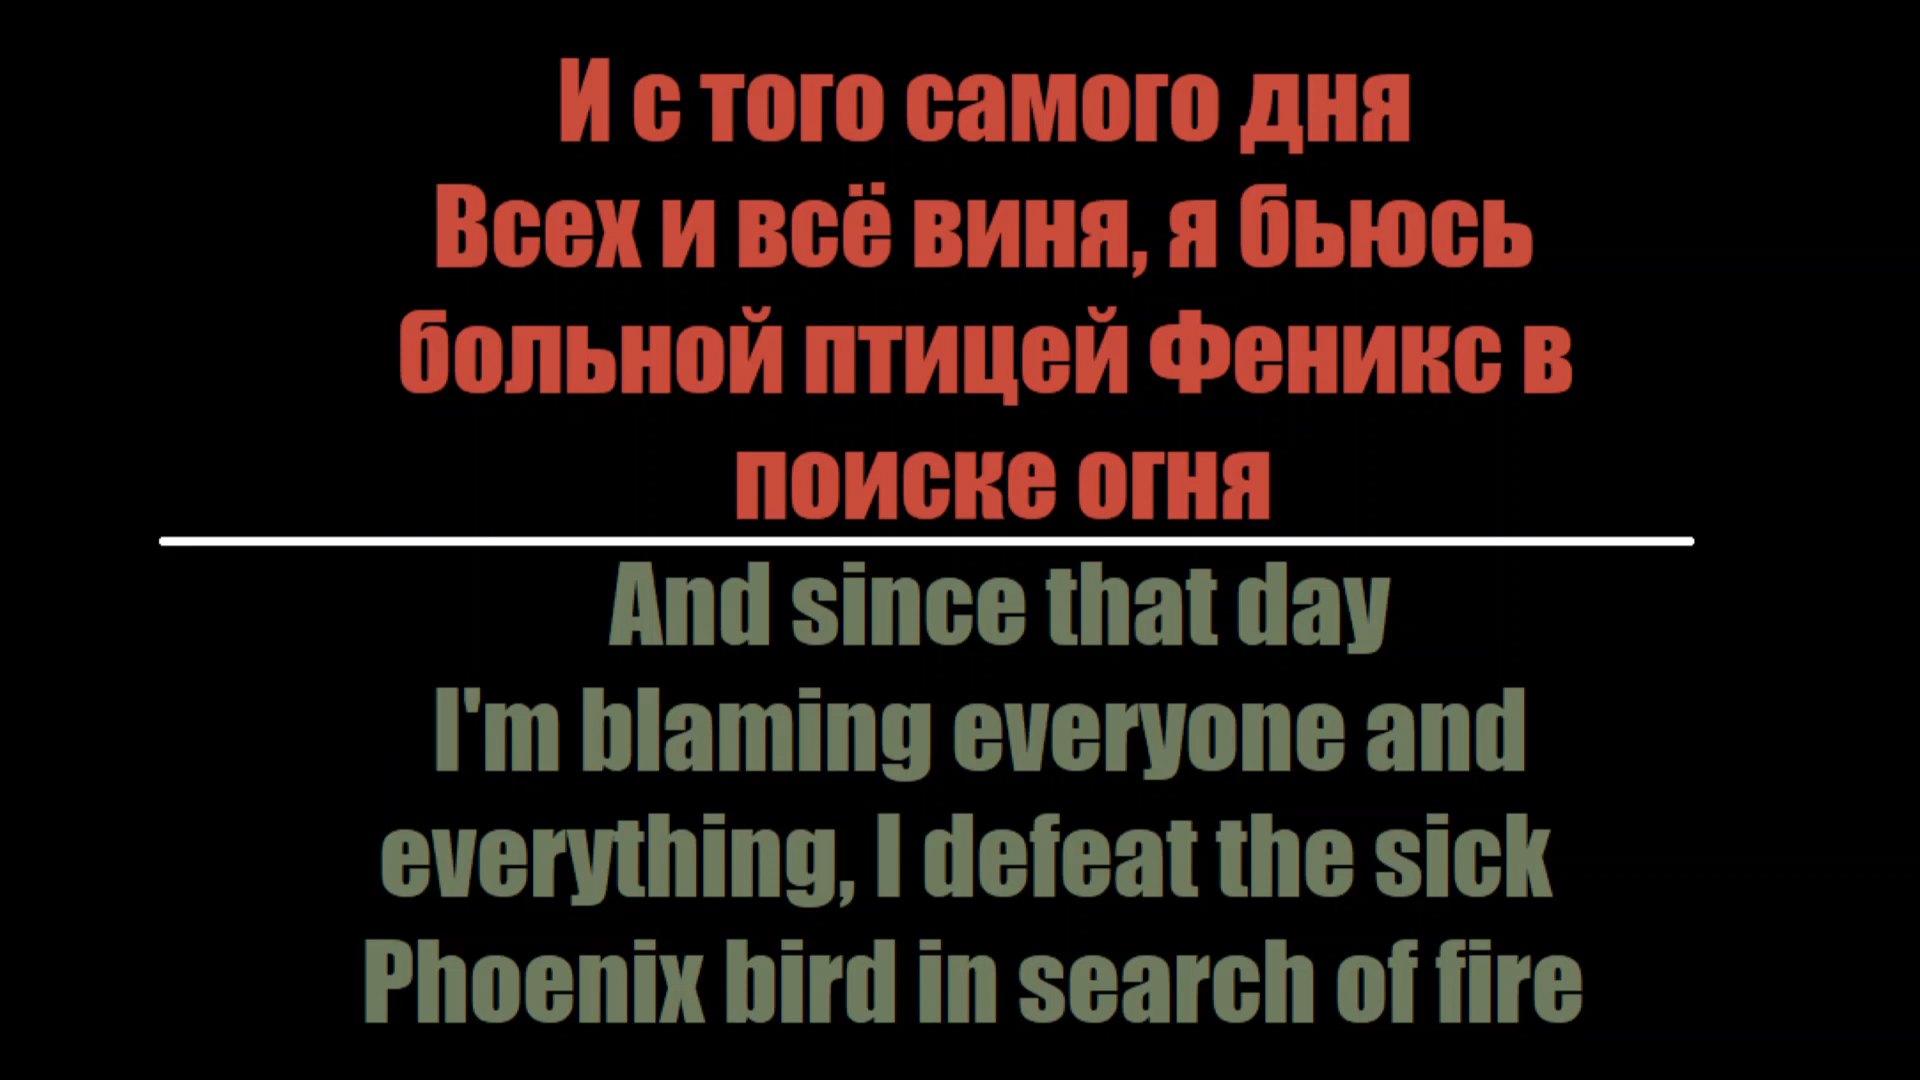 И с того самого дня
Всех и всё виня, я бьюсь
больной птицей Феникс в
поиске огня
And since that day
I'm blaming everyone and
everything, I defeat the sick
Phoenix bird in search of fire